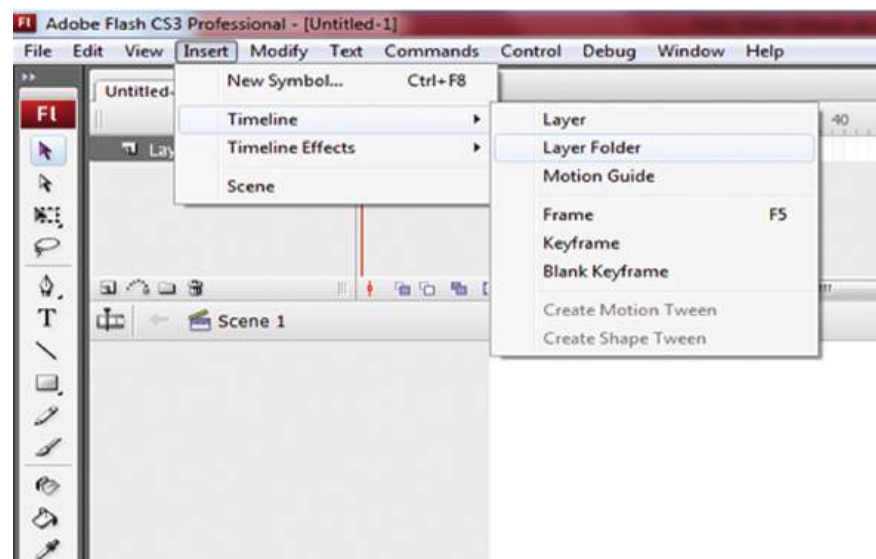 Fl Adobe Flash CS3 Professional - [Untitled-1]
File Edit View Insert Modify Text Commands Control Debug Window Help
New Symbol... Ctrl+F8
Untitled-
Fl
Timeline
Layer
40
Lay
Timeline Effects
Layer Folder
Motion Guide
Scene
Frame F5
Keyframe
Blank Keyframe
T
Scene 1
Create Motion Tween
Create Shape Tween